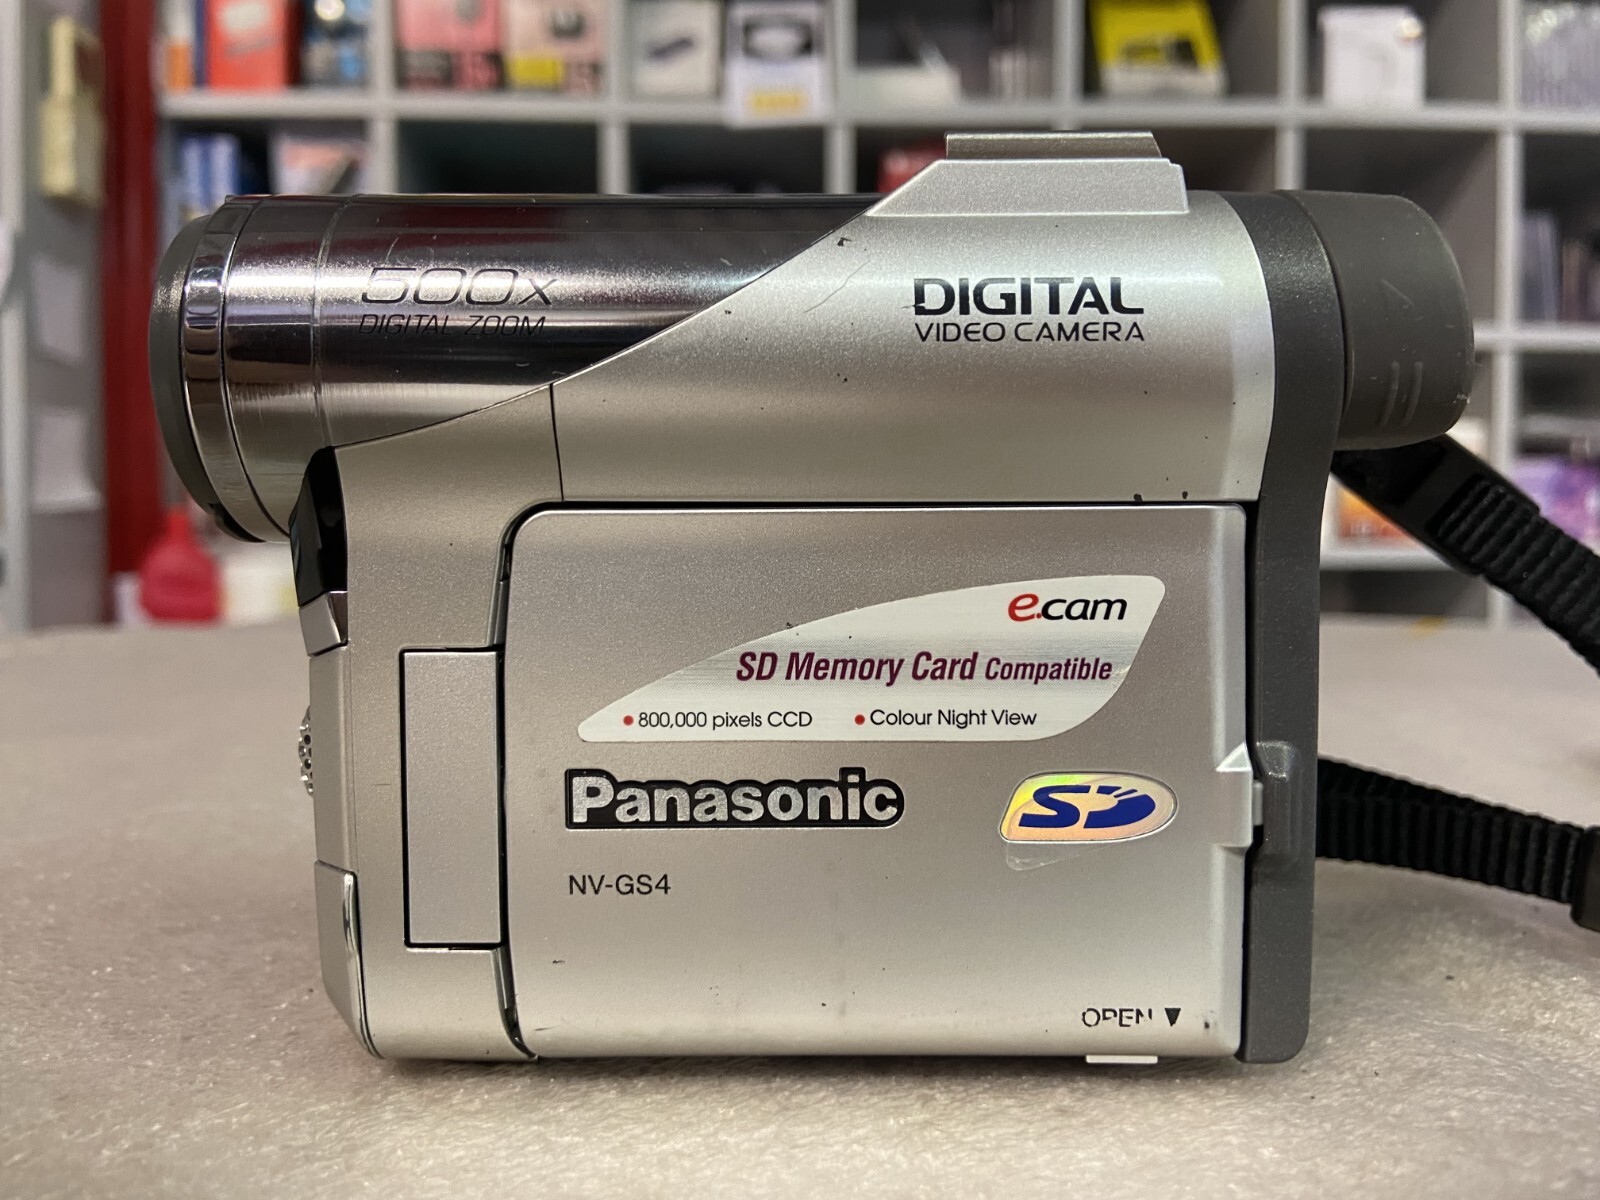 500x
DIGITAL ZOOM
DIGITAL
VIDEO CAMERA
e.cam
SD Memory Card Compatible
• 800,000 pixels CCD • Colour Night View
Panasonic
SD
NV-GS4
OPEN ▼